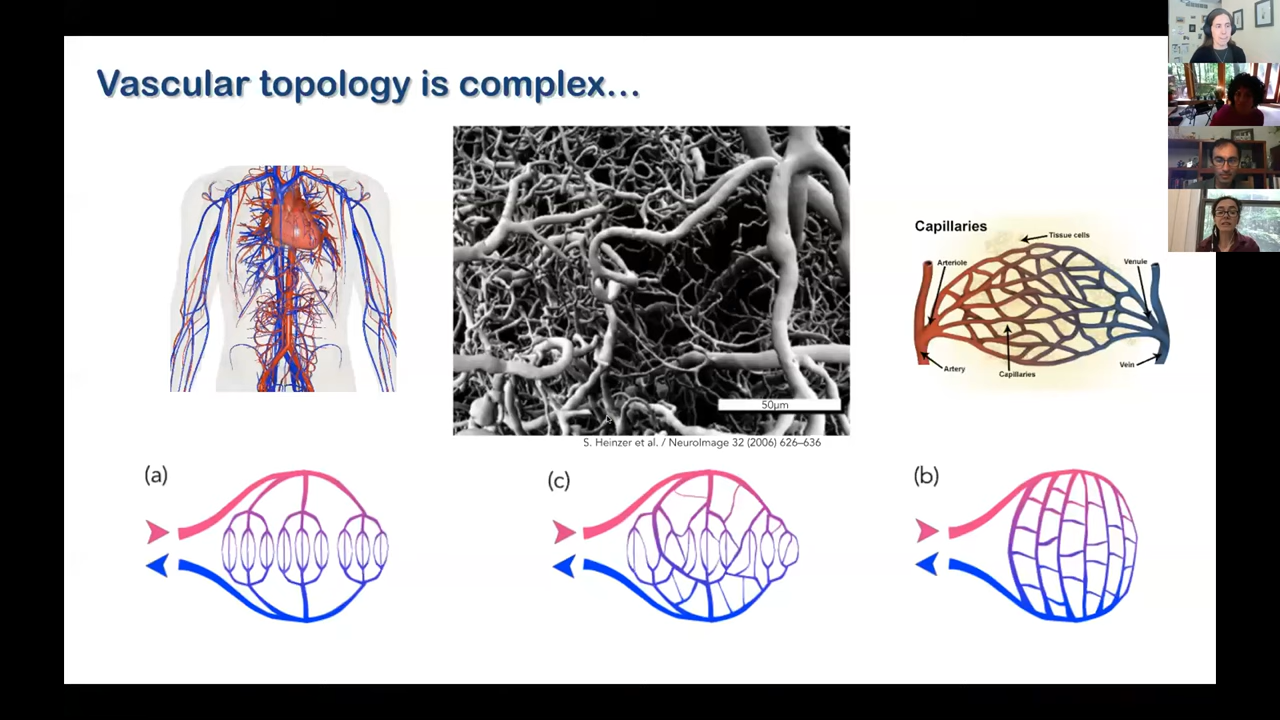 Vascular topology is complex...
Capillaries
Tissue cells
Arteriole
Venule
Artery
Capillaries
Vein
50µm
S. Heinzer et al. / NeuroImage 32 (2006) 626–636
(a)
(c)
(b)